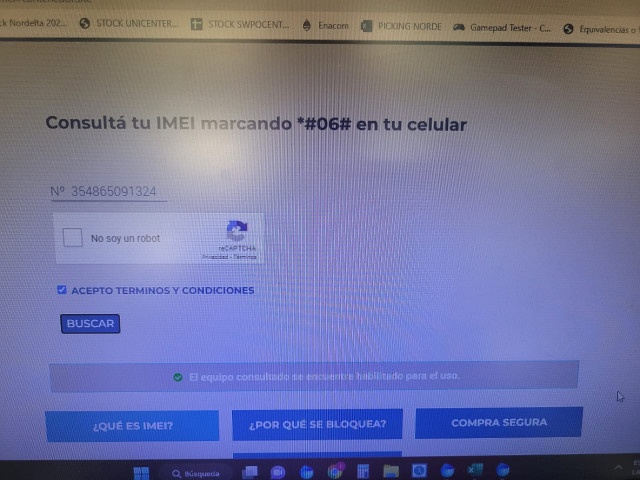 ck Nordelta 202...
STOCK UNICENTER...
STOCK SWPOCENT...
Enacom
PICKING NORDE
Gamepad Tester - C...
Equivalencias o
Consultá tu IMEI marcando *#06# en tu celular
Nº 354865091324
No soy un robot
reCAPTCHA
Privacidad - Términos
ACEPTO TERMINOS Y CONDICIONES
BUSCAR
El equipo consultado se encuentra habilitado para el uso.
¿QUÉ ES IMEI?
¿POR QUÉ SE BLOQUEA?
COMPRA SEGURA
Búsqueda